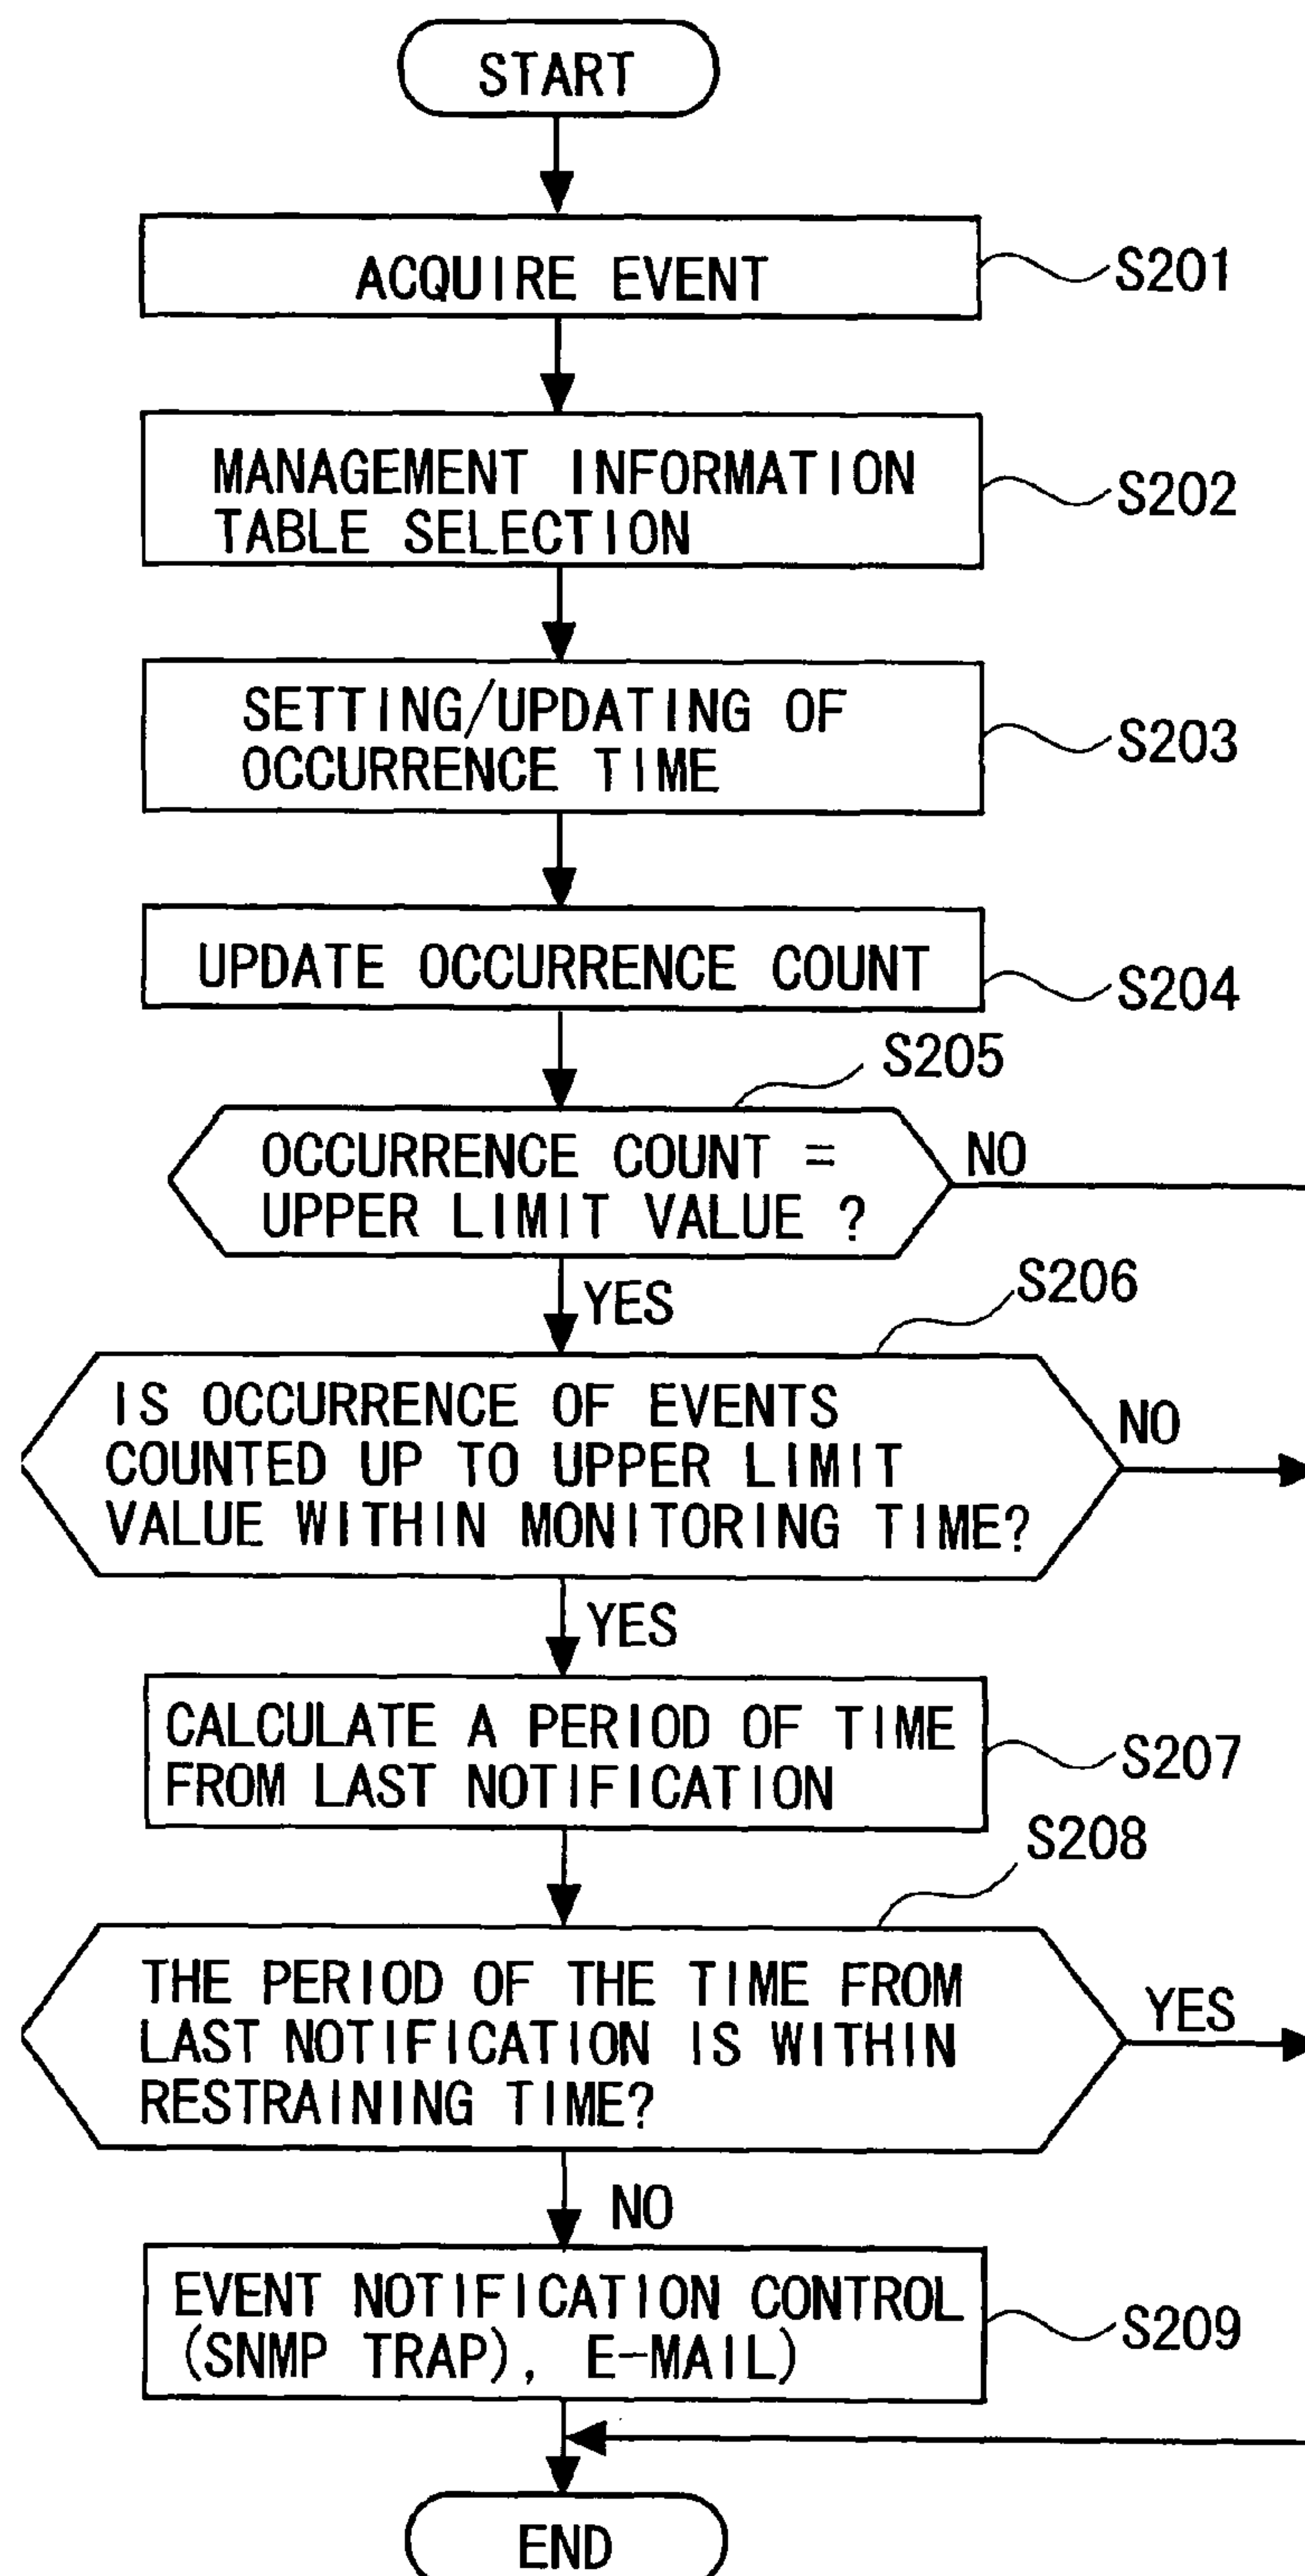 START
ACQUIRE EVENT
S201
MANAGEMENT INFORMATION
TABLE SELECTION
S202
SETTING/UPDATING OF
OCCURRENCE TIME
S203
UPDATE OCCURRENCE COUNT
S204
S205
OCCURRENCE COUNT =
UPPER LIMIT VALUE ?
NO
YES
S206
IS OCCURRENCE OF EVENTS
COUNTED UP TO UPPER LIMIT
VALUE WITHIN MONITORING TIME?
NO
YES
CALCULATE A PERIOD OF TIME
FROM LAST NOTIFICATION
S207
S208
THE PERIOD OF THE TIME FROM
LAST NOTIFICATION IS WITHIN
RESTRAINING TIME?
YES
NO
EVENT NOTIFICATION CONTROL
(SNMP TRAP), E-MAIL)
S209
END